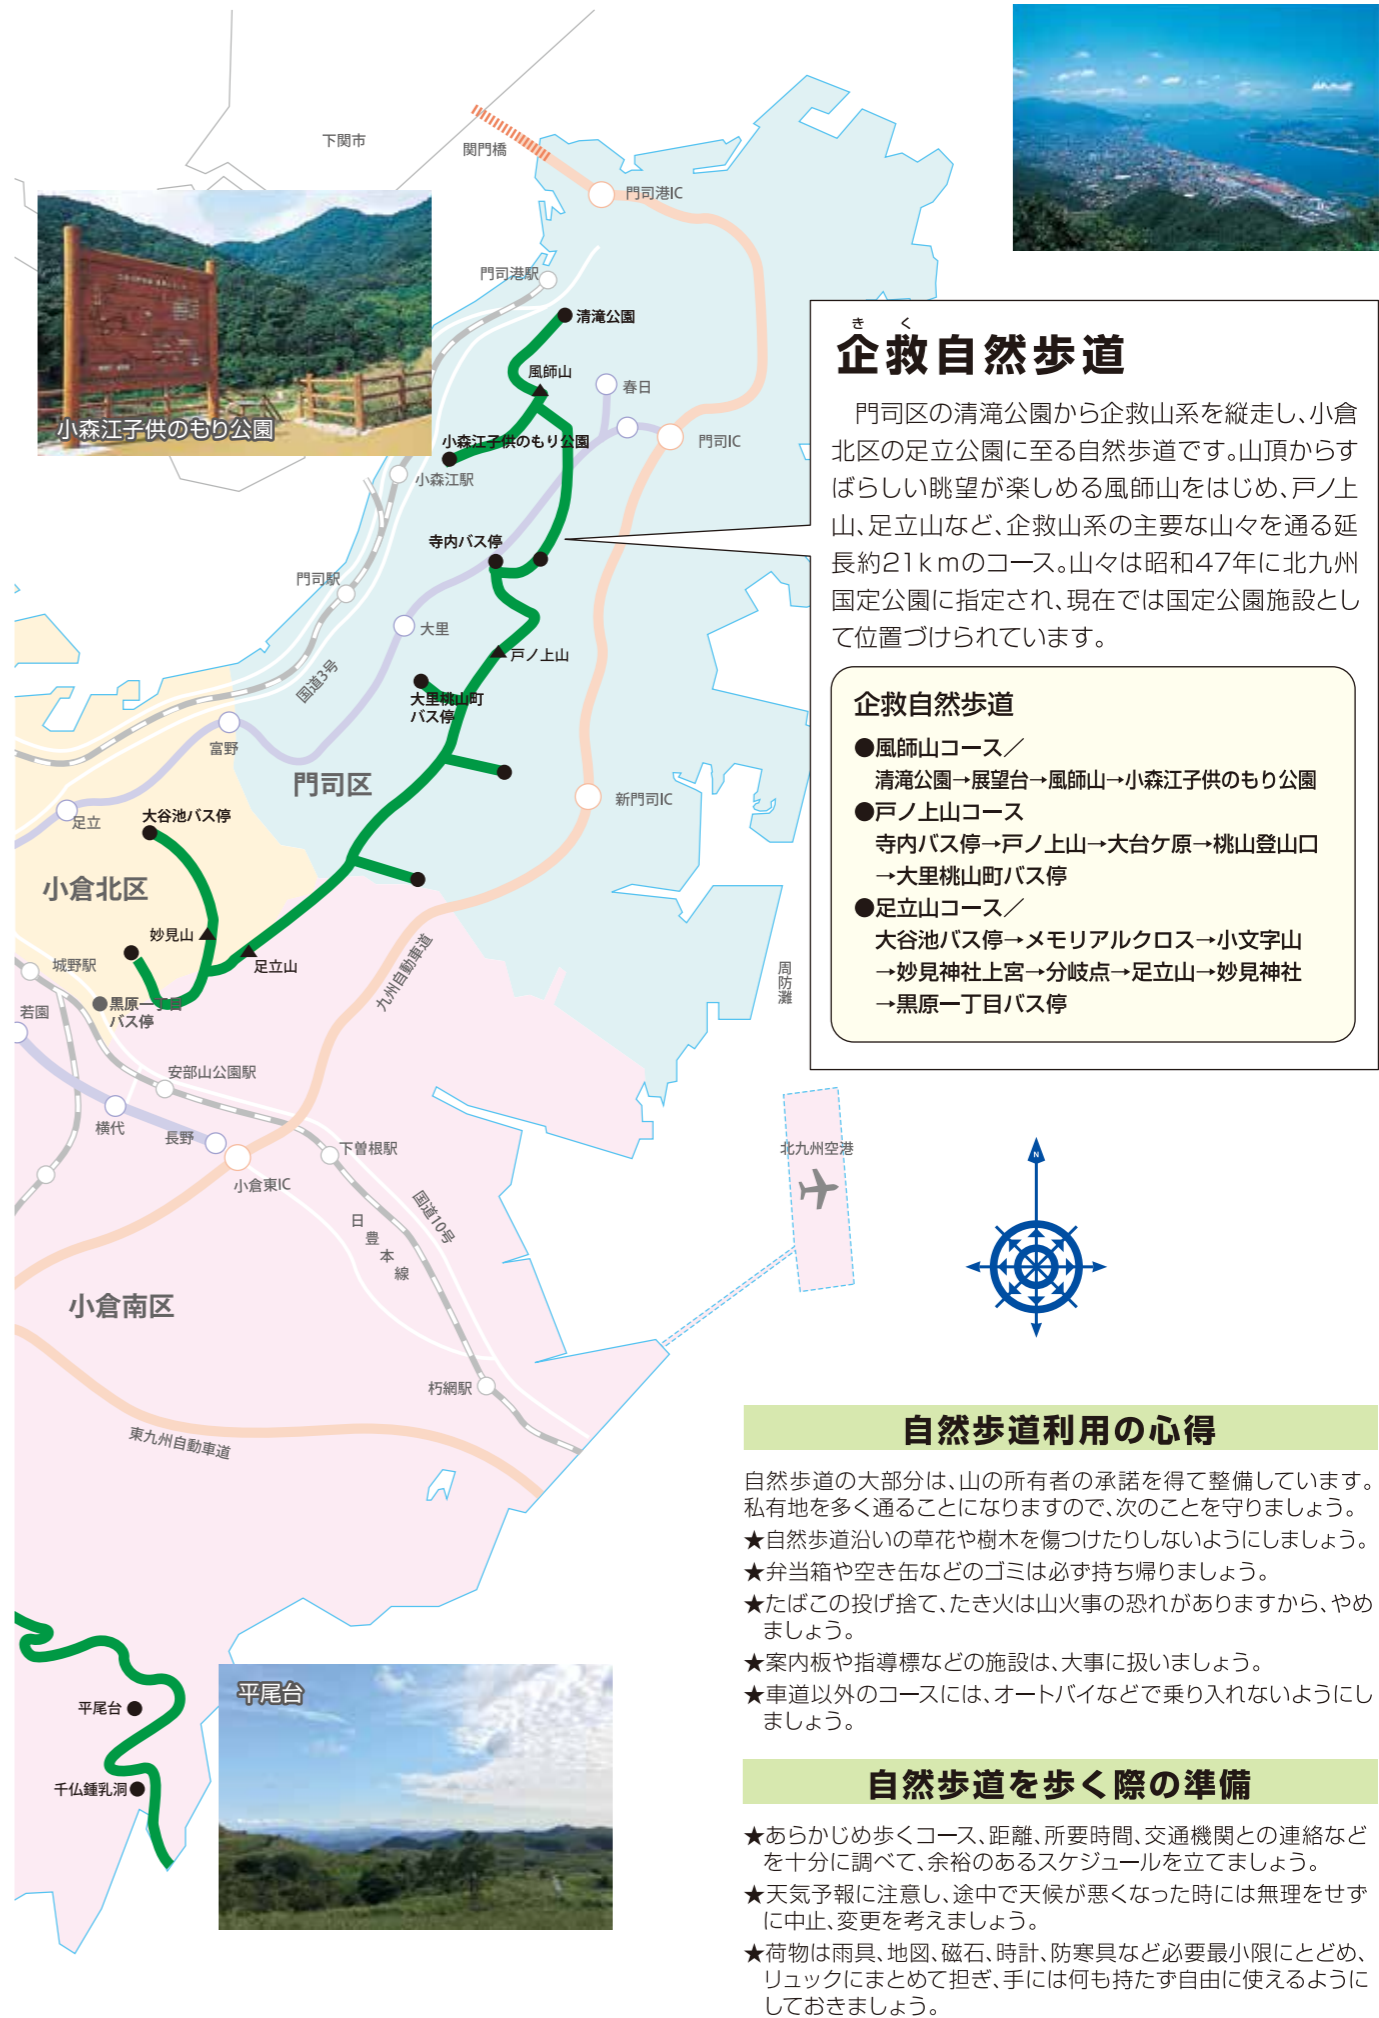 下関市
関門橋
門司港IC
小森江子供のもり公園
門司港駅
清滝公園
風師山
春日
小森江子供のもり公園
門司IC
小森江駅
寺内バス停
門司駅
大里
戸ノ上山
国道3号
大里桃山町
バス停
富野
門司区
新門司IC
足立
大谷池バス停
小倉北区
妙見山
城野駅
足立山
九州自動車道
周防灘
若園
黒原一丁目
バス停
安部山公園駅
横代
長野
下曽根駅
北九州空港
小倉東IC
国道10号
日豊本線
小倉南区
朽網駅
東九州自動車道
平尾台
千仏鍾乳洞
平尾台
き く
企救自然歩道
門司区の清滝公園から企救山系を縦走し、小倉
北区の足立公園に至る自然歩道です。山頂からす
ばらしい眺望が楽しめる風師山をはじめ、戸ノ上
山、足立山など、企救山系の主要な山々を通る延
長約21kmのコース。山々は昭和47年に北九州
国定公園に指定され、現在では国定公園施設とし
て位置づけられています。
企救自然歩道
●風師山コース／
清滝公園→展望台→風師山→小森江子供のもり公園
●戸ノ上山コース
寺内バス停→戸ノ上山→大台ケ原→桃山登山口
→大里桃山町バス停
●足立山コース／
大谷池バス停→メモリアルクロス→小文字山
→妙見神社上宮→分岐点→足立山→妙見神社
→黒原一丁目バス停
N
自然歩道利用の心得
自然歩道の大部分は、山の所有者の承諾を得て整備しています。
私有地を多く通ることになりますので、次のことを守りましょう。
★自然歩道沿いの草花や樹木を傷つけたりしないようにしましょう。
★弁当箱や空き缶などのゴミは必ず持ち帰りましょう。
★たばこの投げ捨て、たき火は山火事の恐れがありますから、やめ
ましょう。
★案内板や指導標などの施設は、大事に扱いましょう。
★車道以外のコースには、オートバイなどで乗り入れないようにし
ましょう。
自然歩道を歩く際の準備
★あらかじめ歩くコース、距離、所要時間、交通機関との連絡など
を十分に調べて、余裕のあるスケジュールを立てましょう。
★天気予報に注意し、途中で天候が悪くなった時には無理をせず
に中止、変更を考えましょう。
★荷物は雨具、地図、磁石、時計、防寒具など必要最小限にとどめ、
リュックにまとめて担ぎ、手には何も持たず自由に使えるように
しておきましょう。